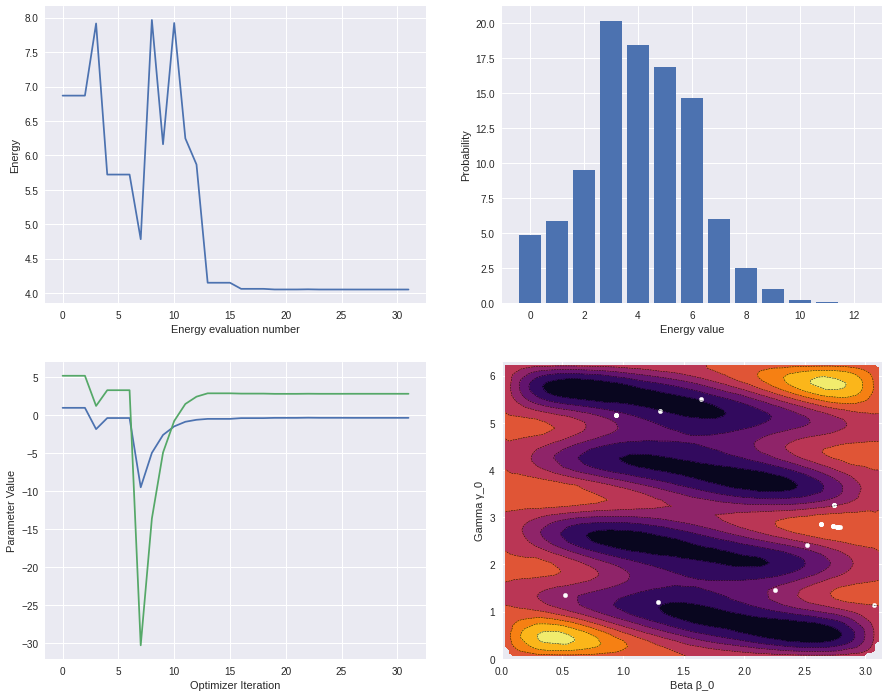 8.0
7.5
7.0
6.5
6.0
5.5
5.0
4.5
4.0
Energy
0 5 10 15 20 25 30
Energy evaluation number
20.0
17.5
15.0
12.5
10.0
7.5
5.0
2.5
0.0
Probability
0 2 4 6 8 10 12
Energy value
5
0
−5
−10
−15
−20
−25
−30
Parameter Value
0 5 10 15 20 25 30
Optimizer Iteration
6
5
4
3
2
1
0
Gamma γ_0
0.0 0.5 1.0 1.5 2.0 2.5 3.0
Beta β_0